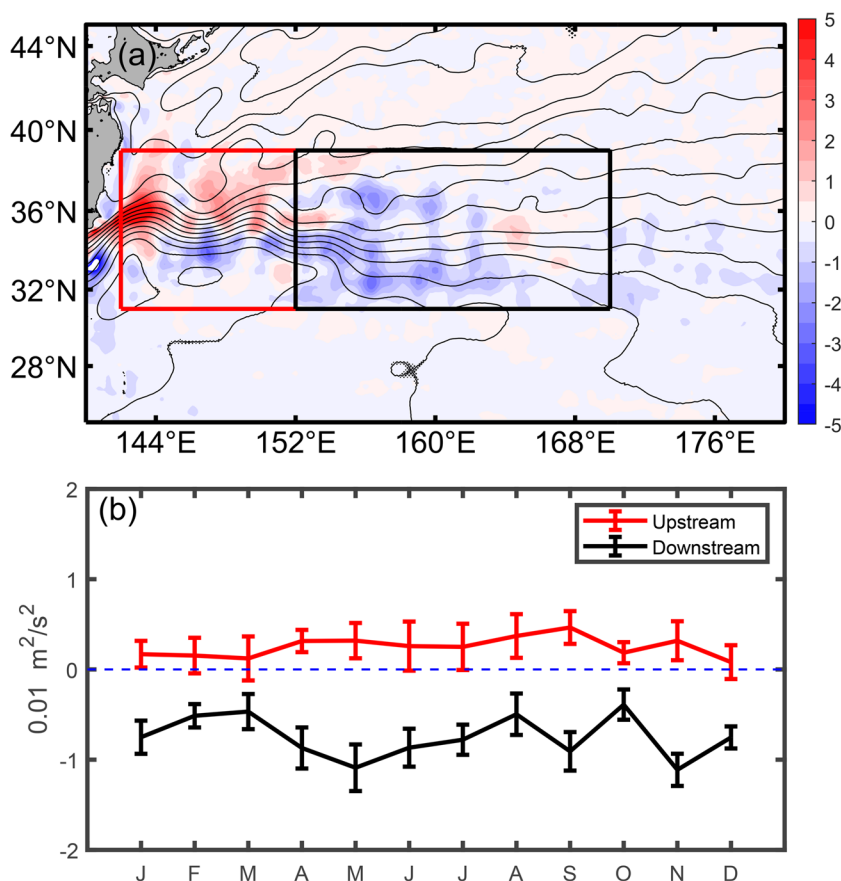 (a)
44°N
40°N
36°N
32°N
28°N
144°E 152°E 160°E 168°E 176°E
5
4
3
2
1
0
-1
-2
-3
-4
-5
(b)
Upstream
Downstream
0.01 m²/s²
2
1
0
-1
-2
J F M A M J J A S O N D